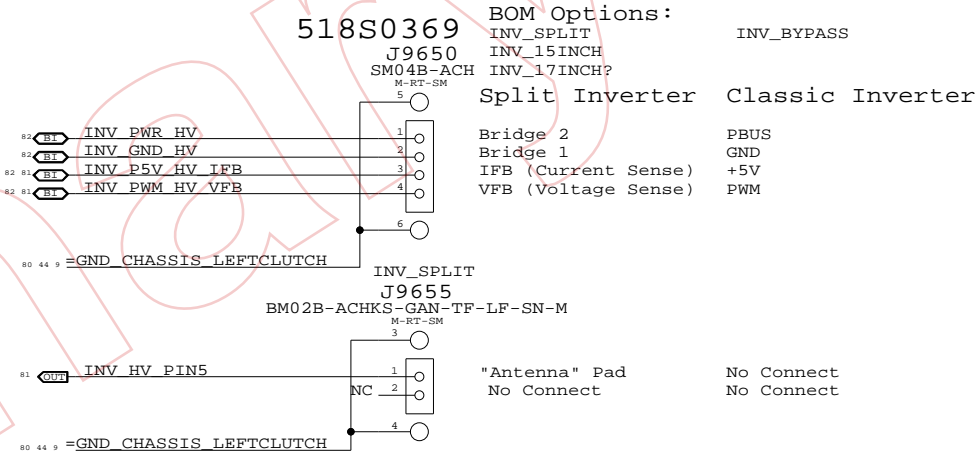 BOM Options:
518S0369 INV_SPLIT INV_BYPASS
J9650 INV_15INCH
SM04B-ACH INV_17INCH?
M-RT-SM
5 Split Inverter Classic Inverter
82 BI INV_PWR_HV 1 Bridge 2 PBUS
82 BI INV_GND_HV 2 Bridge 1 GND
82 81 BI INV_P5V_HV_IFB 3 IFB (Current Sense) +5V
82 81 BI INV_PWM_HV_VFB 4 VFB (Voltage Sense) PWM
6
80 44 9 =GND_CHASSIS_LEFTCLUTCH
INV_SPLIT
J9655
BM02B-ACHKS-GAN-TF-LF-SN-M
M-RT-SM
3
81 OUT INV_HV_PIN5 1 "Antenna" Pad No Connect
NC 2 No Connect No Connect
4
80 44 9 =GND_CHASSIS_LEFTCLUTCH